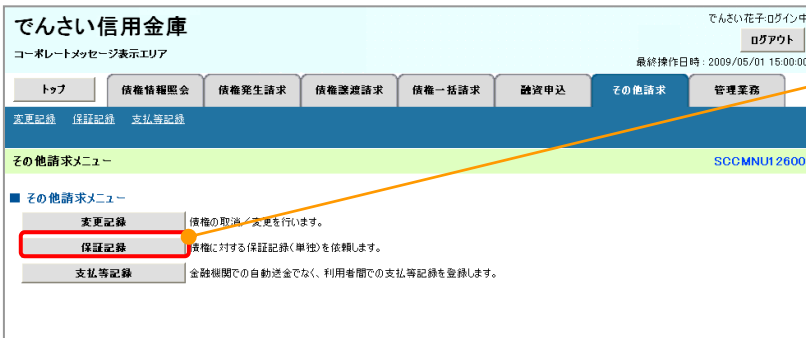 でんさい信用金庫
でんさい花子:ログイン中
コーポレートメッセージ表示エリア
ログアウト
最終操作日時：2009/05/01 15:00:00
トップ 債権情報照会 債権発生請求 債権譲渡請求 債権一括請求 融資申込 その他請求 管理業務
変更記録 保証記録 支払等記録
その他請求メニュー SCCMNU12600
■ その他請求メニュー
変更記録 債権の取消／変更を行います。
保証記録 債権に対する保証記録(単独)を依頼します。
支払等記録 金融機関での自動送金でなく、利用者間での支払等記録を登録します。